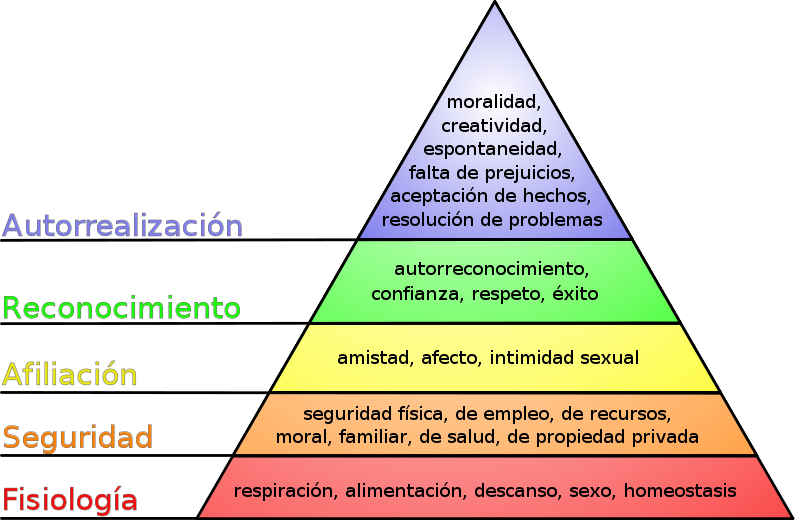 moralidad,
creatividad,
espontaneidad,
falta de prejuicios,
aceptación de hechos,
resolución de problemas
Autorrealización
autorreconocimiento,
confianza, respeto, éxito
Reconocimiento
amistad, afecto, intimidad sexual
Afiliación
seguridad física, de empleo, de recursos,
moral, familiar, de salud, de propiedad privada
Seguridad
respiración, alimentación, descanso, sexo, homeostasis
Fisiología